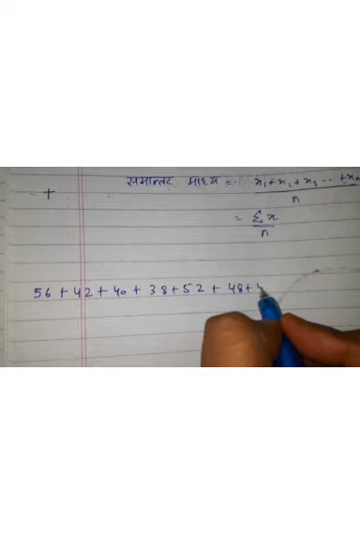 समान्तर माध्य = x₁+x₂+x₃ ... +xₙ
n
+
= Σx
n
56 + 42 + 40 + 38 + 52 + 48 +